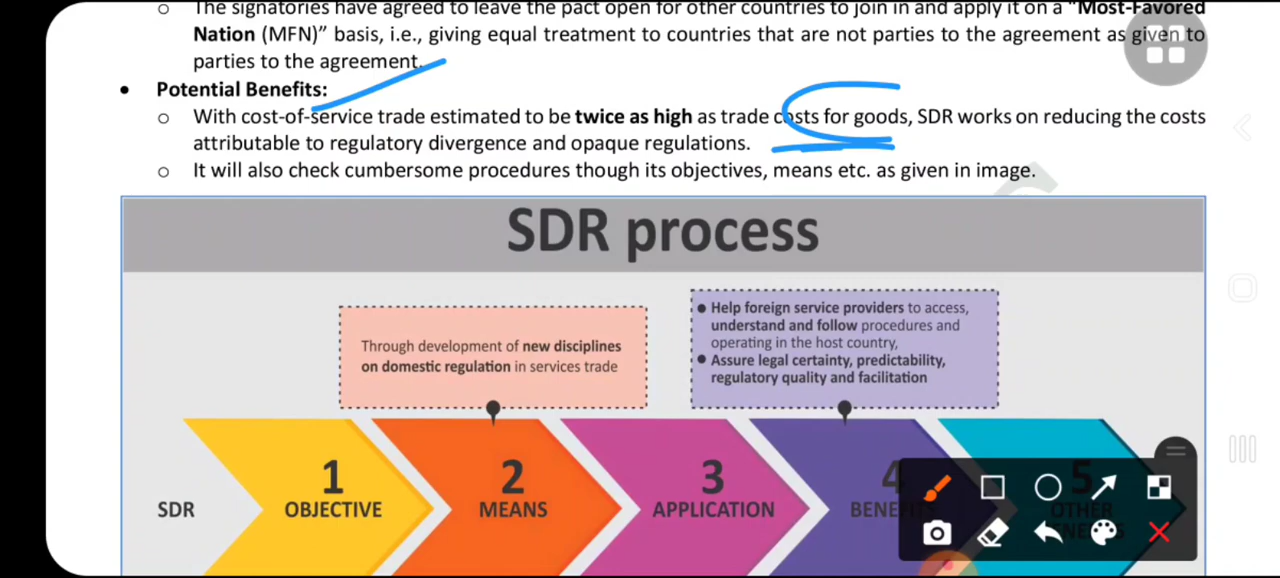 The signatories have agreed to leave the pact open for other countries to join in and apply it on a "Most-Favored
Nation (MFN)" basis, i.e., giving equal treatment to countries that are not parties to the agreement as given to
parties to the agreement.
Potential Benefits:
With cost-of-service trade estimated to be twice as high as trade costs for goods, SDR works on reducing the costs
attributable to regulatory divergence and opaque regulations.
It will also check cumbersome procedures though its objectives, means etc. as given in image.
SDR process
Through development of new disciplines
on domestic regulation in services trade
Help foreign service providers to access,
understand and follow procedures and
operating in the host country,
Assure legal certainty, predictability,
regulatory quality and facilitation
SDR
1
OBJECTIVE
2
MEANS
3
APPLICATION
4
BENEFITS
5
OTHER